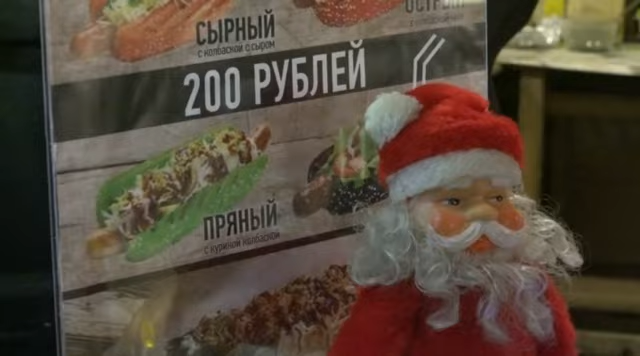 СЫРНЫЙ
с колбаской с сыром
200 РУБЛЕЙ
ПРЯНЫЙ
с куриной колбаской